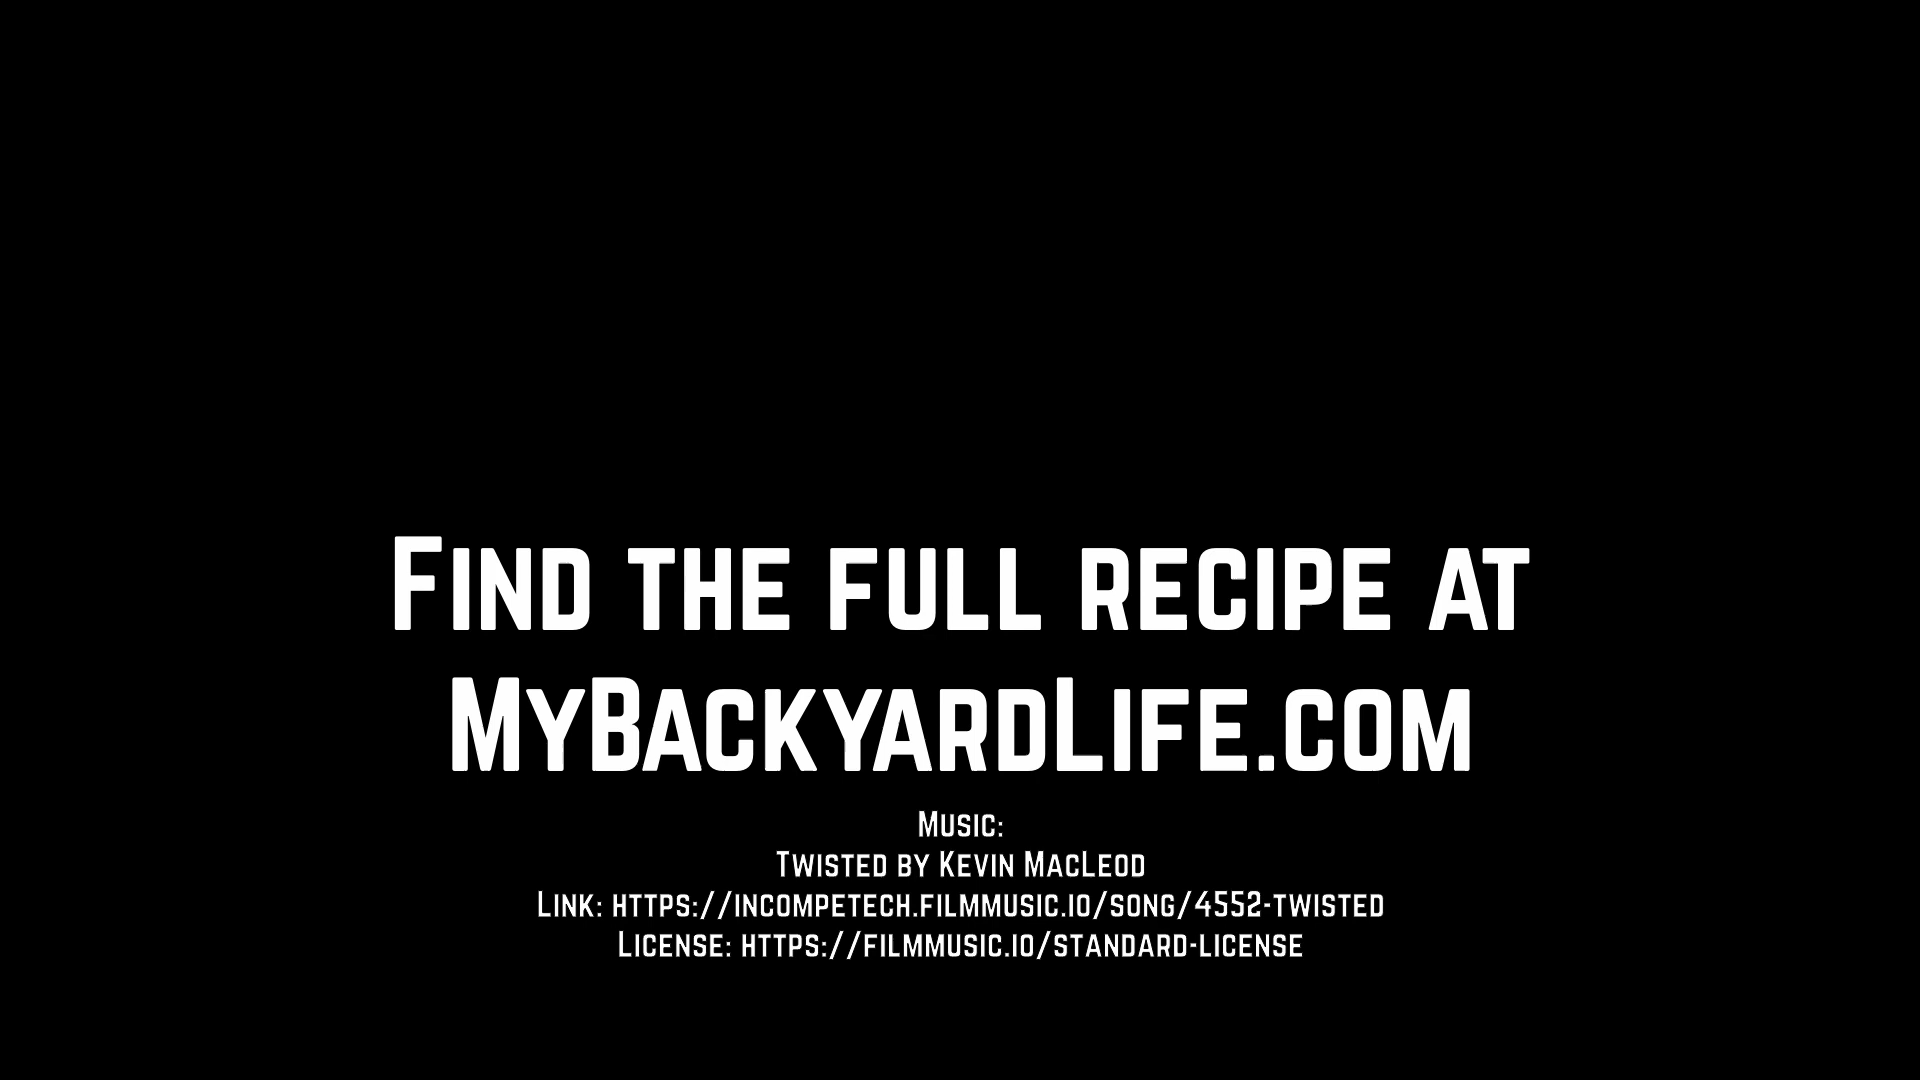 Find the full recipe at
MyBackyardLife.com
Music:
Twisted by Kevin MacLeod
Link: https://incompetech.filmmusic.io/song/4552-twisted
License: https://filmmusic.io/standard-license